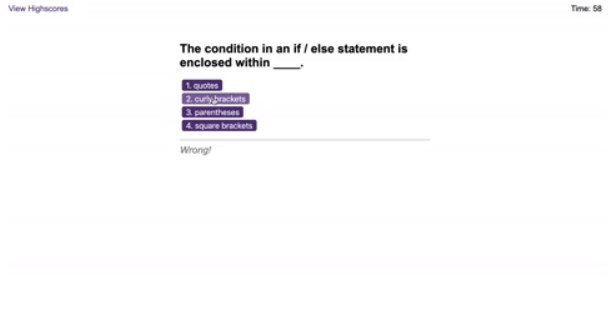 View Highscores
Time: 58
The condition in an if / else statement is
enclosed within ____.
1. quotes
2. curly brackets
3. parentheses
4. square brackets
Wrong!